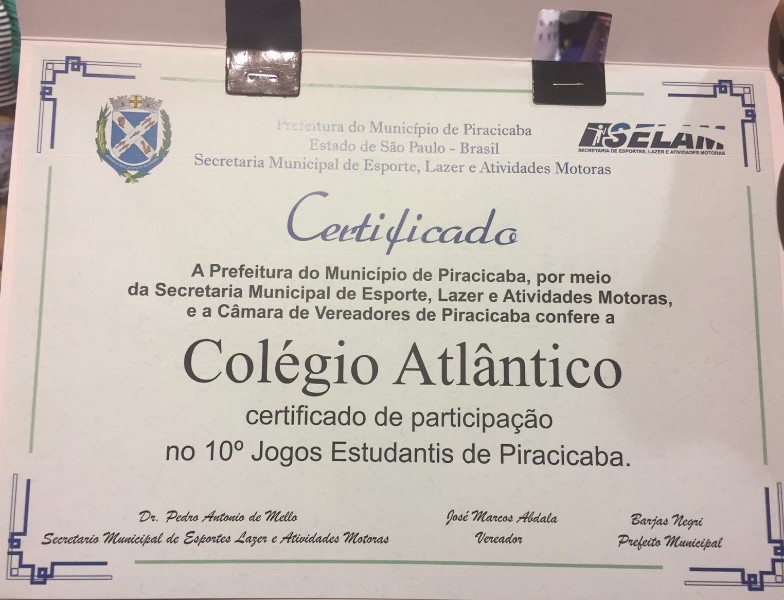 Prefeitura do Município de Piracicaba
Estado de São Paulo - Brasil
Secretaria Municipal de Esporte, Lazer e Atividades Motoras
SELAM
SECRETARIA DE ESPORTES, LAZER E ATIVIDADES MOTORAS
Certificado
A Prefeitura do Município de Piracicaba, por meio
da Secretaria Municipal de Esporte, Lazer e Atividades Motoras,
e a Câmara de Vereadores de Piracicaba confere a
Colégio Atlântico
certificado de participação
no 10º Jogos Estudantis de Piracicaba.
Dr. Pedro Antonio de Mello
Secretario Municipal de Esportes Lazer e Atividades Motoras
José Marcos Abdala
Vereador
Barjas Negri
Prefeito Municipal